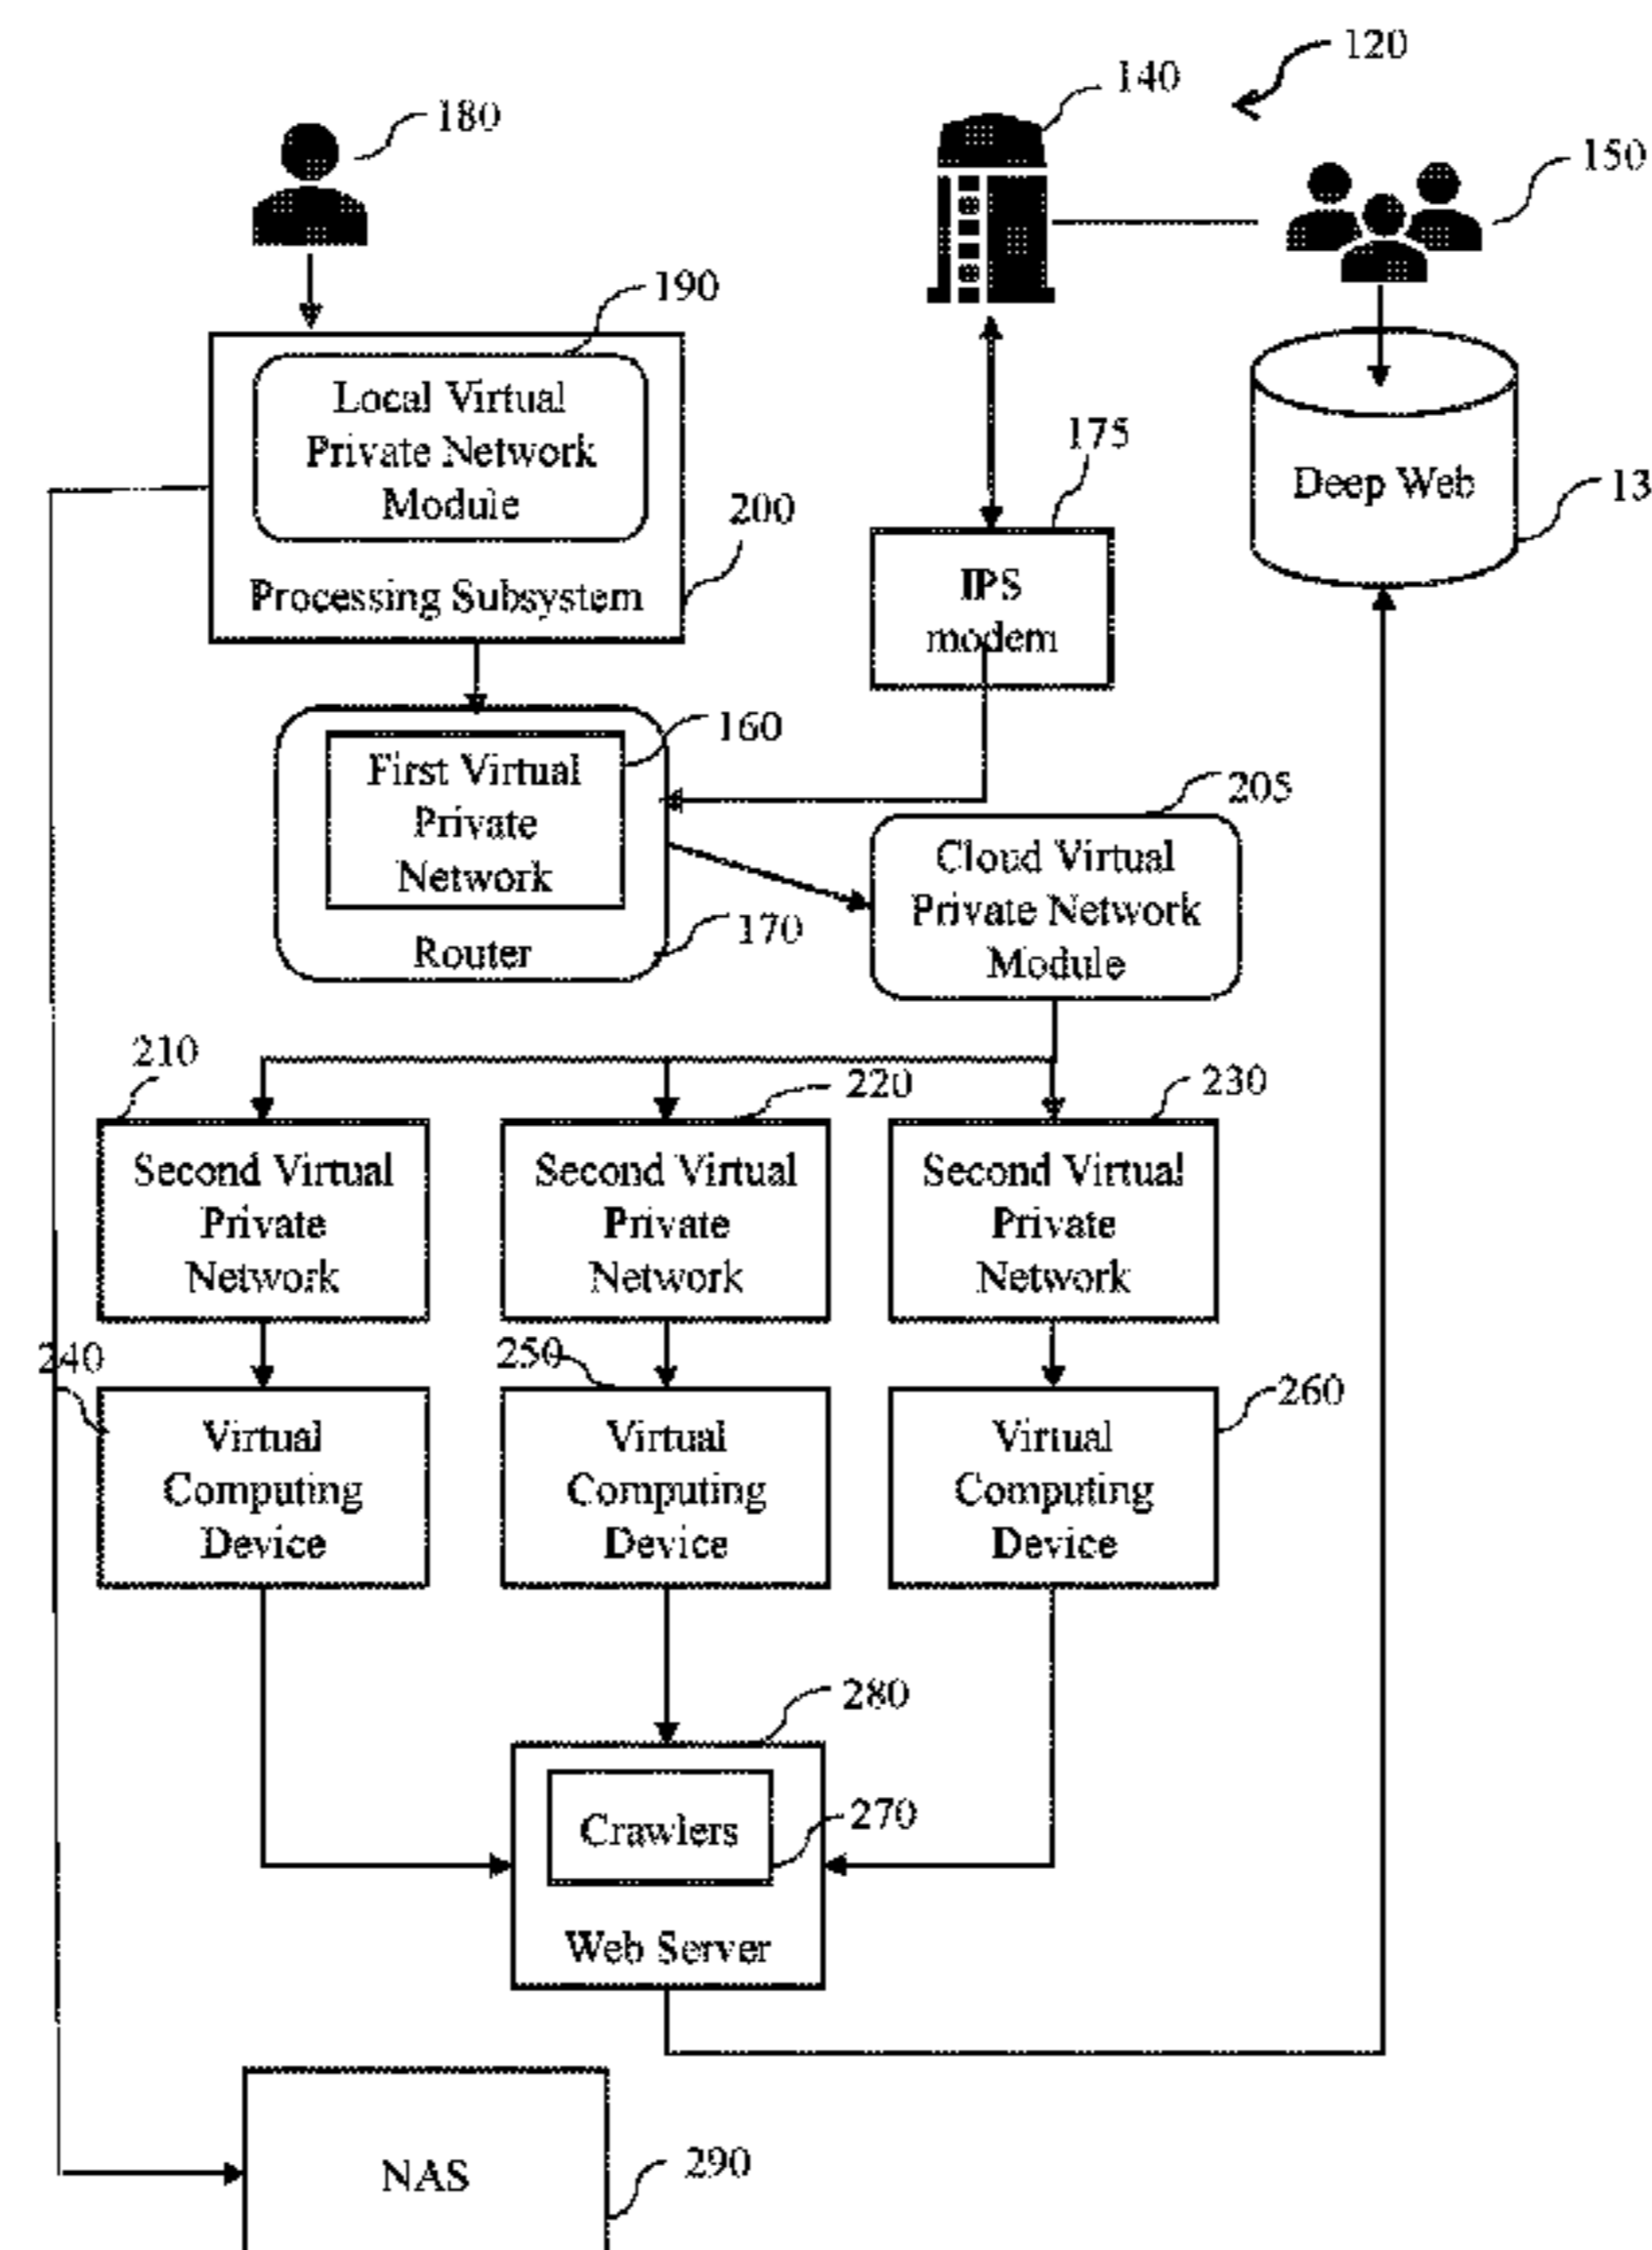 120
140
180
150
190
Local Virtual
Private Network
Module
175
Deep Web
13
200
IPS
modem
Processing Subsystem
160
First Virtual
Private
Network
205
Cloud Virtual
Private Network
Module
170
Router
210
220
230
Second Virtual
Private
Network
Second Virtual
Private
Network
Second Virtual
Private
Network
240
250
260
Virtual
Computing
Device
Virtual
Computing
Device
Virtual
Computing
Device
280
Crawlers
270
Web Server
NAS
290